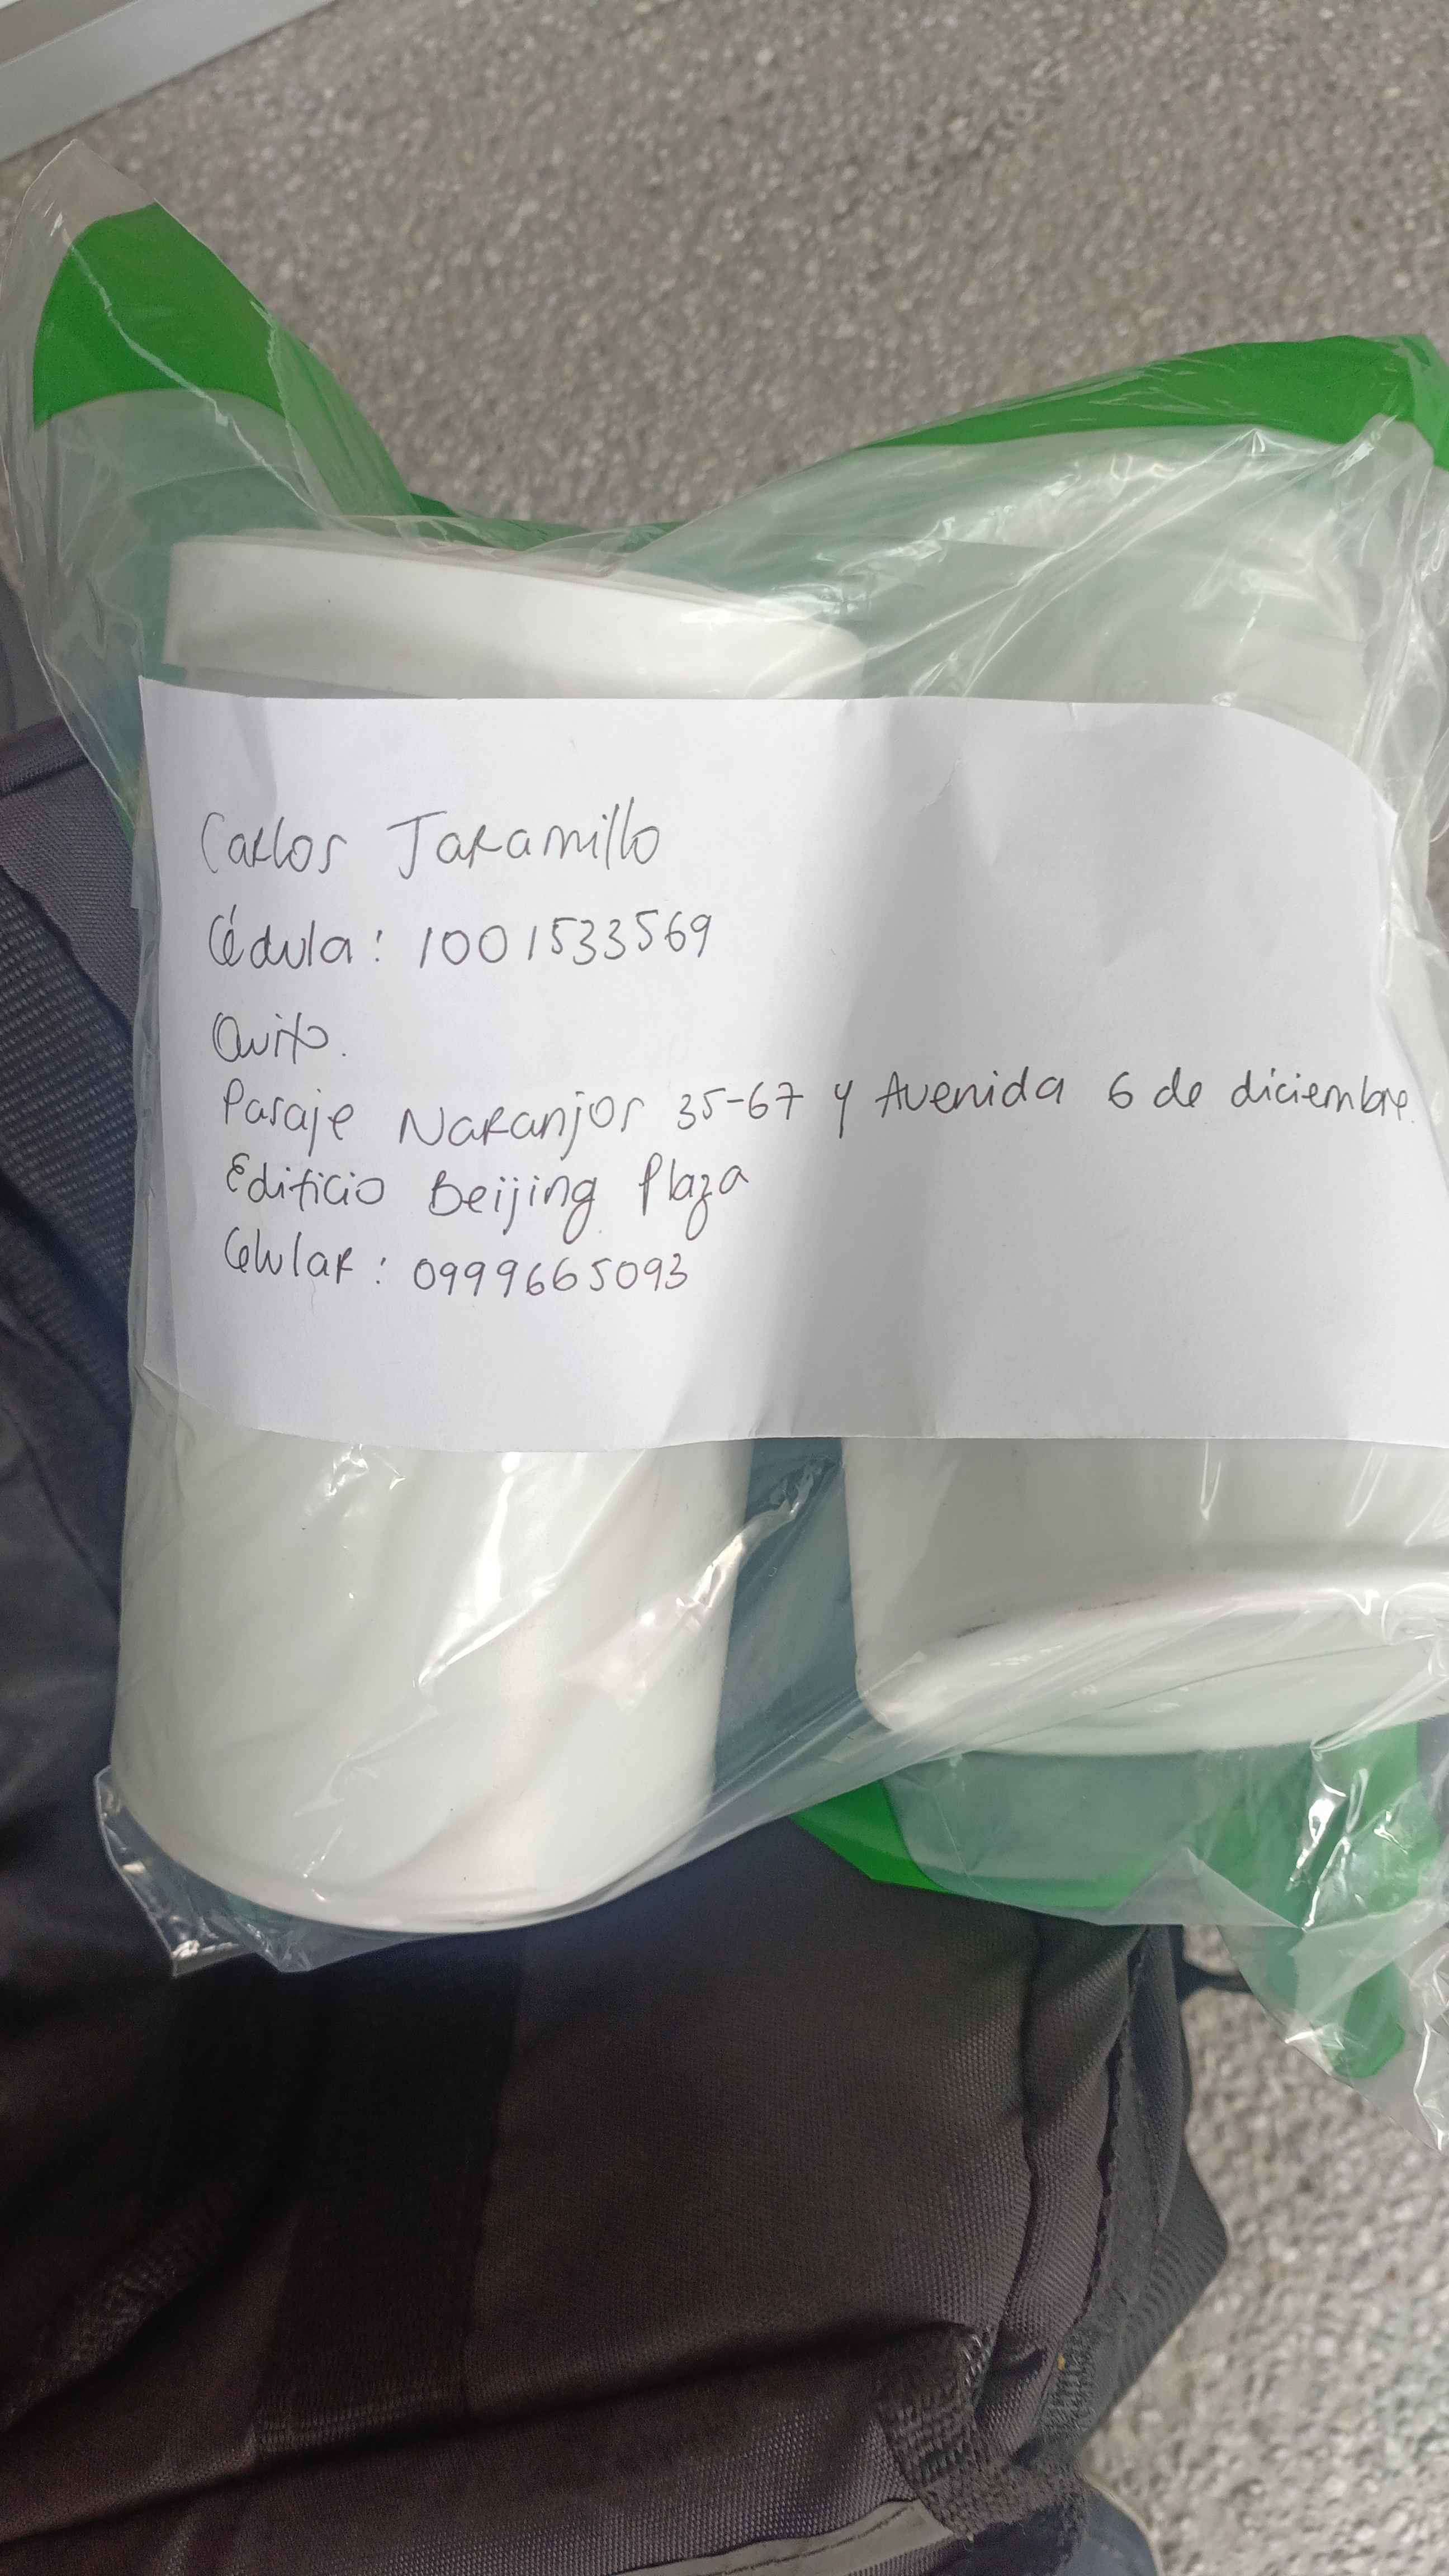 Carlos Jaramillo
Cédula: 1001533569
Quito.
Pasaje Naranjos 35-67 y Avenida 6 de diciembre.
Edificio Beijing Plaza
Celular: 0999665093